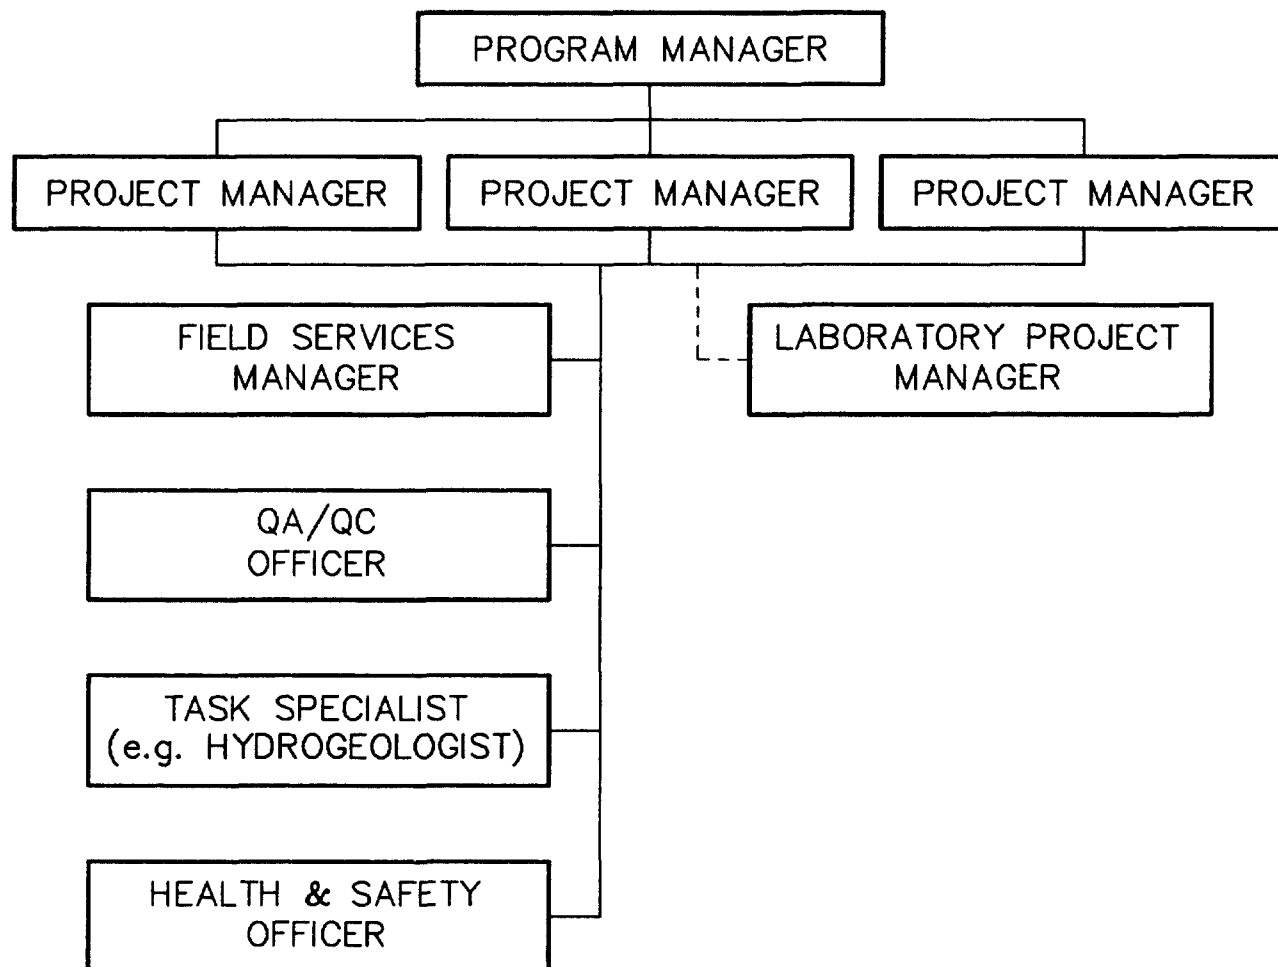 PROGRAM MANAGER
PROJECT MANAGER
PROJECT MANAGER
PROJECT MANAGER
FIELD SERVICES
MANAGER
LABORATORY PROJECT
MANAGER
QA/QC
OFFICER
TASK SPECIALIST
(e.g. HYDROGEOLOGIST)
HEALTH & SAFETY
OFFICER